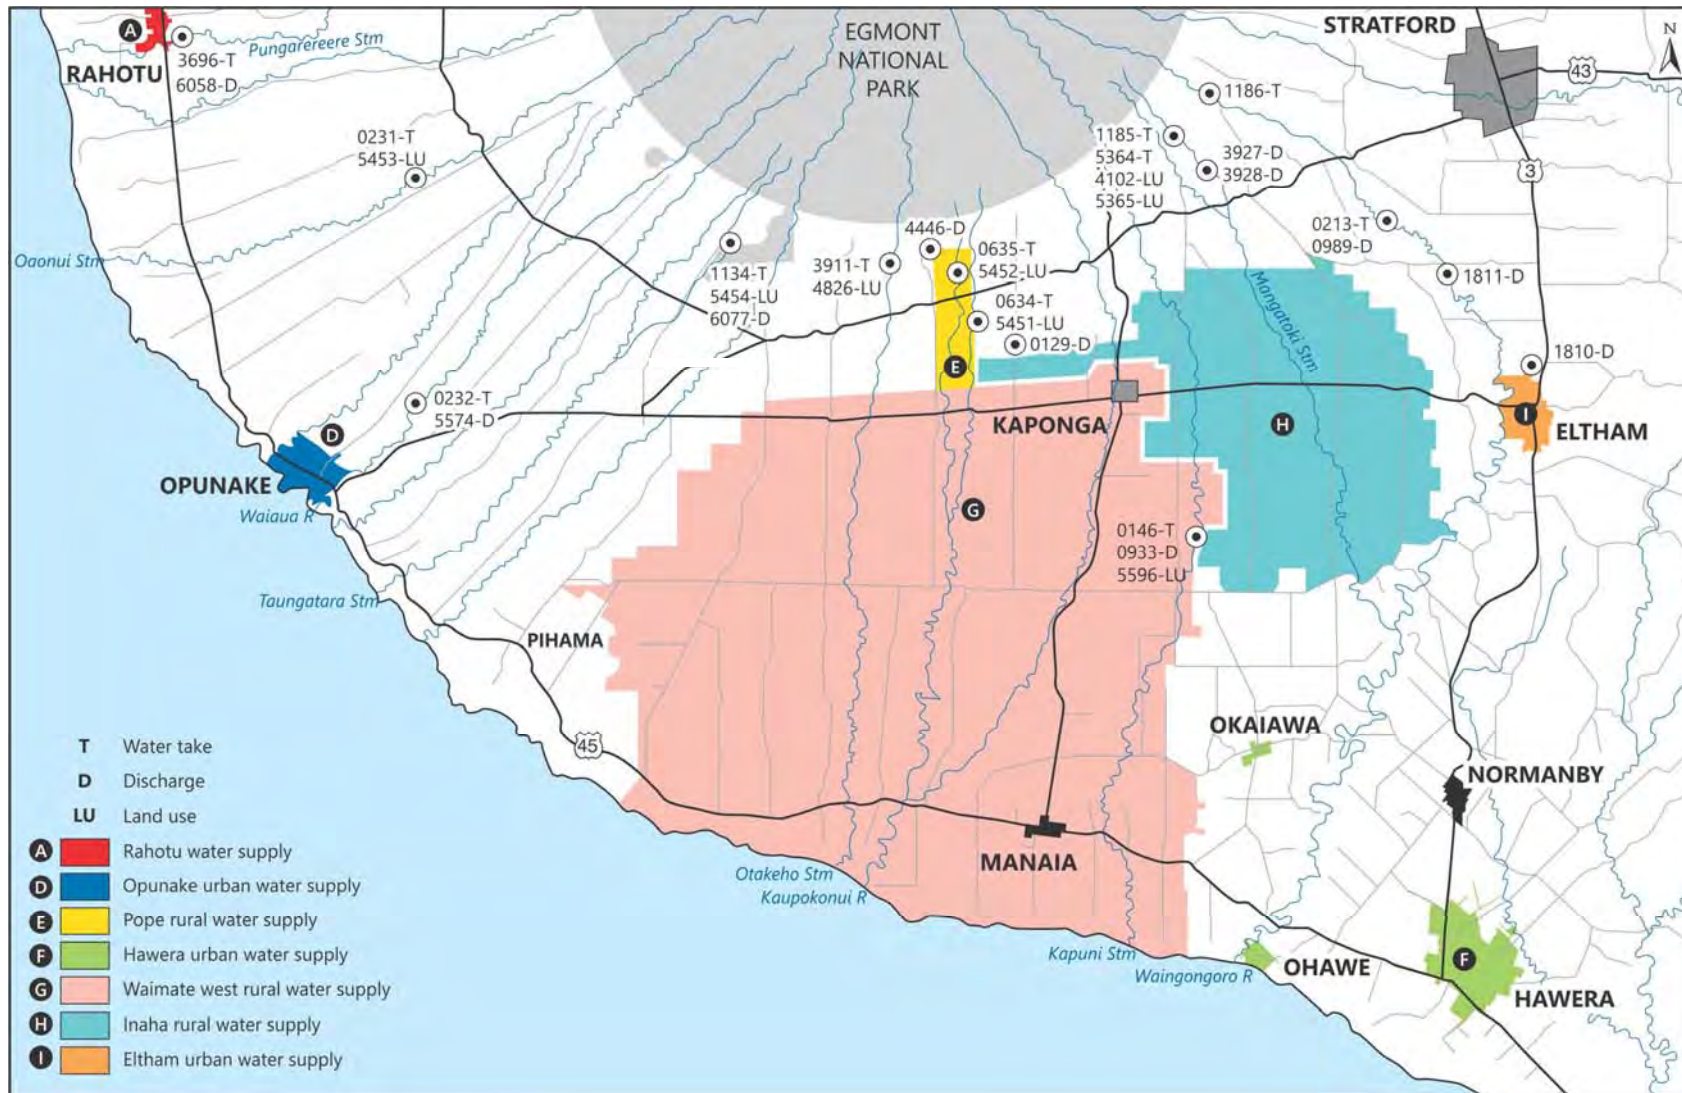 EGMONT
NATIONAL
PARK
STRATFORD
N
43
A
RAHOTU
3696-T
6058-D
Pungarereere Stm
1186-T
0231-T
5453-LU
1185-T
5364-T
4102-LU
5365-LU
3927-D
3928-D
3
Oaonui Stm
1134-T
5454-LU
6077-D
3911-T
4826-LU
4446-D
0635-T
5452-LU
0634-T
5451-LU
0129-D
0213-T
0989-D
1811-D
Mangatoki Stm
1810-D
E
0232-T
5574-D
D
OPUNAKE
Waiaua R
KAPONGA
H
I
ELTHAM
G
0146-T
0933-D
5596-LU
Taungatara Stm
PIHAMA
45
OKAIAWA
NORMANBY
MANAIA
Otakeho Stm
Kaupokonui R
Kapuni Stm
Waingongoro R
OHAWE
F
HAWERA
T Water take
D Discharge
LU Land use
A Rahotu water supply
D Opunake urban water supply
E Pope rural water supply
F Hawera urban water supply
G Waimate west rural water supply
H Inaha rural water supply
I Eltham urban water supply